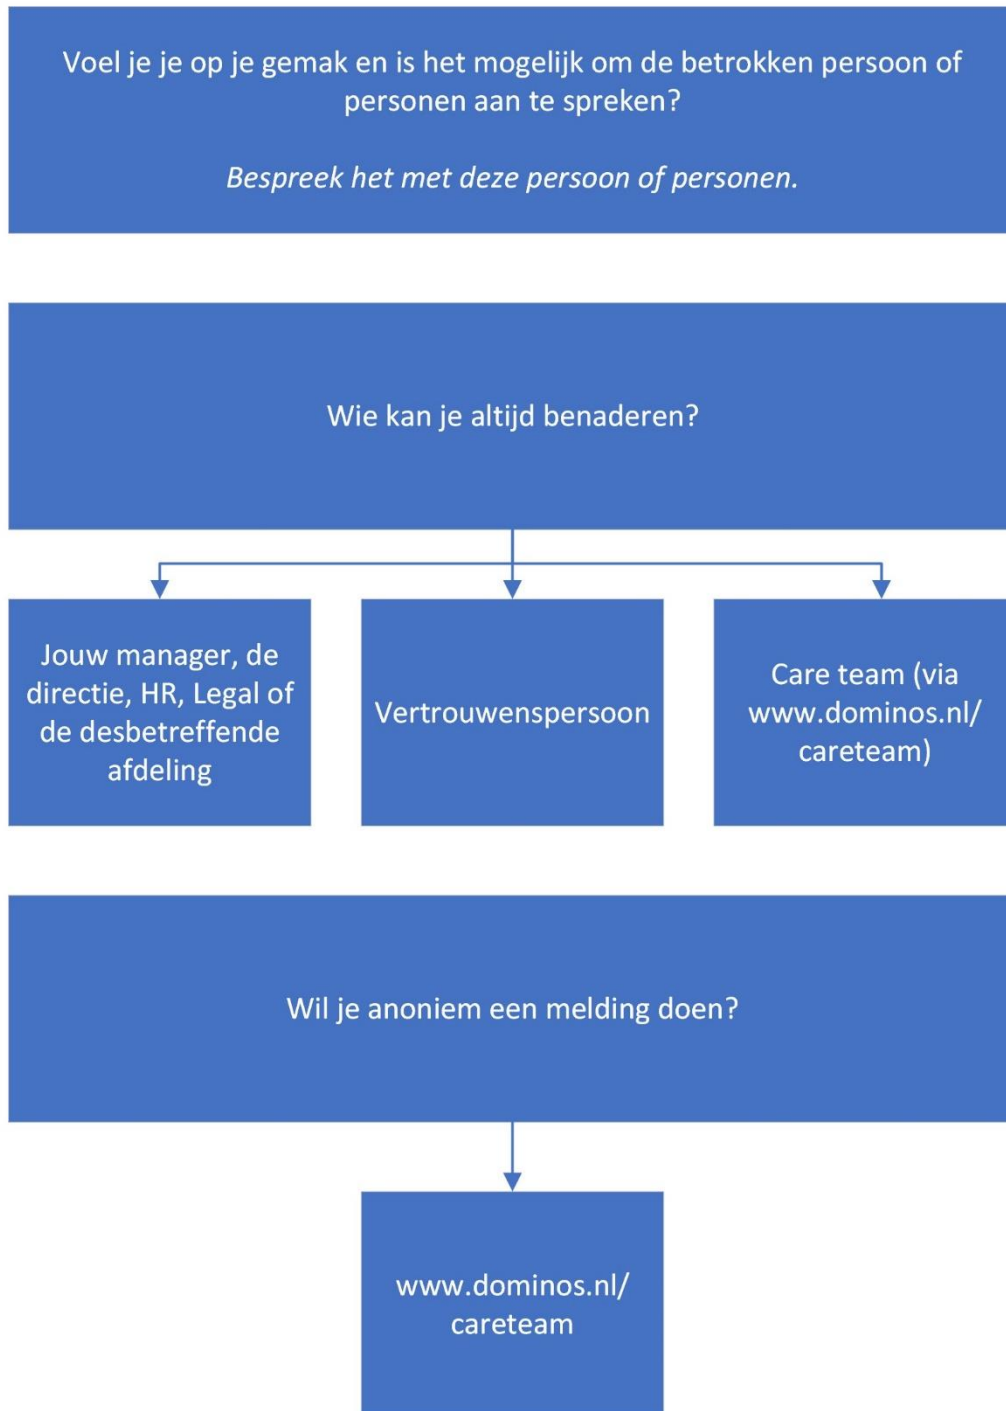 Voel je je op je gemak en is het mogelijk om de betrokken persoon of
personen aan te spreken?
Bespreek het met deze persoon of personen.
Wie kan je altijd benaderen?
Jouw manager, de
directie, HR, Legal of
de desbetreffende
afdeling
Vertrouwenspersoon
Care team (via
www.dominos.nl/
careteam)
Wil je anoniem een melding doen?
www.dominos.nl/
careteam